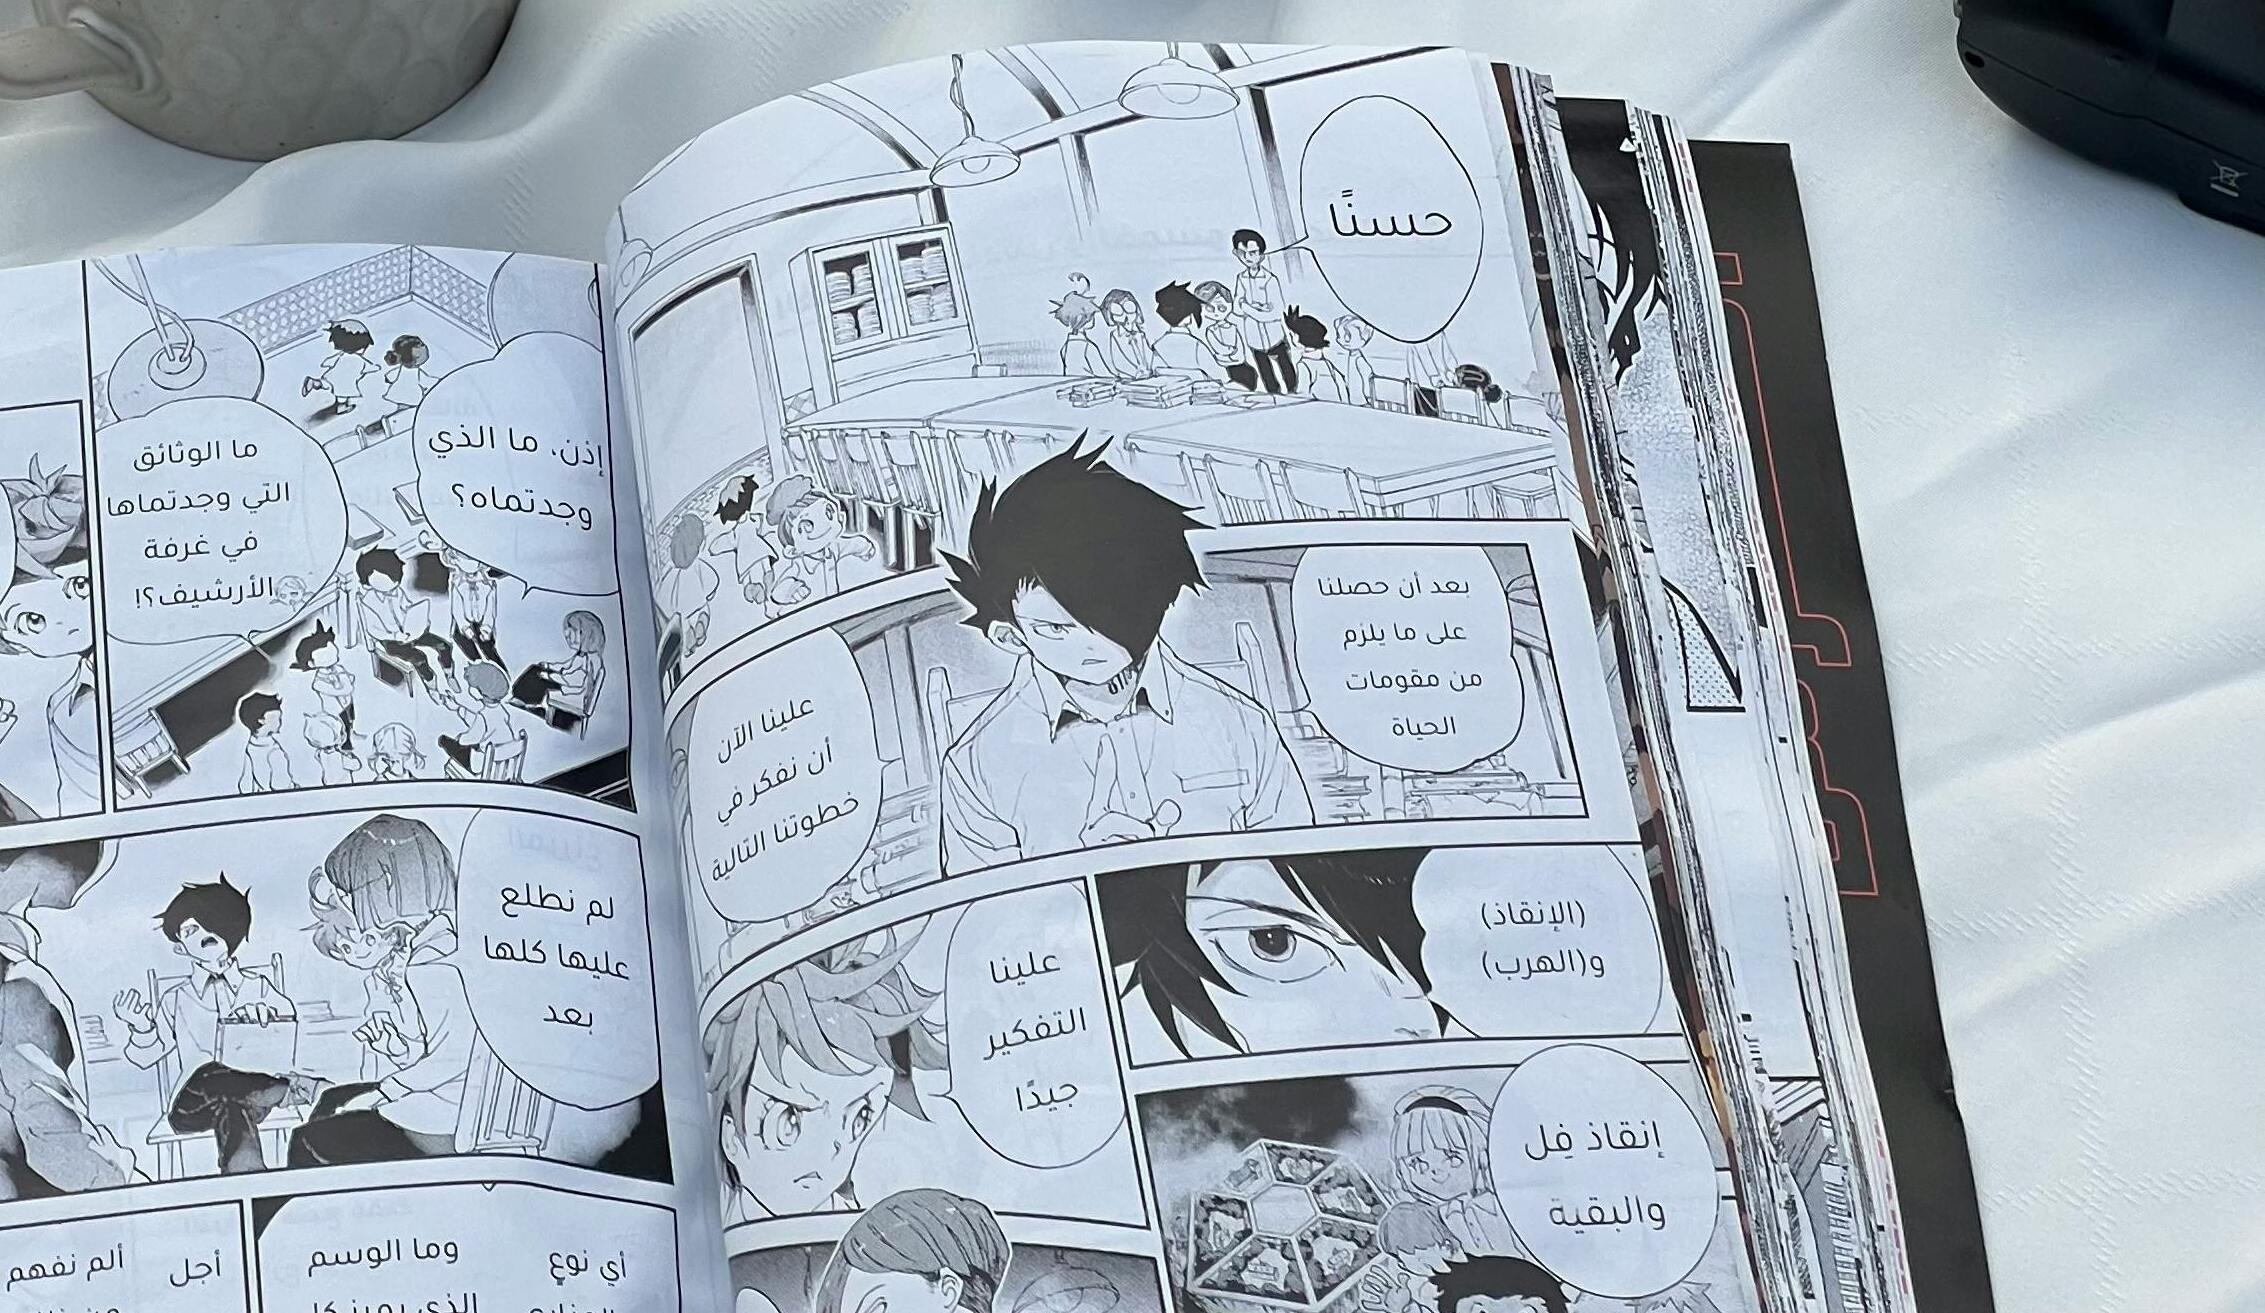 حسنًا
بعد أن حصلنا
على ما يلزم
من مقومات
الحياة
علينا الآن
أن نفكر في
خطوتنا التالية
(الإنقاذ)
و(الهرب)
علينا
التفكير
جيدًا
إنقاذ فِل
والبقية
إذن، ما الذي
وجدتماه؟
ما الوثائق
التي وجدتماها
في غرفة
الأرشيف؟!
لم نطلع
عليها كلها
بعد
أي نوع
وما الوسم
الذي
أجل
ألم نفهم